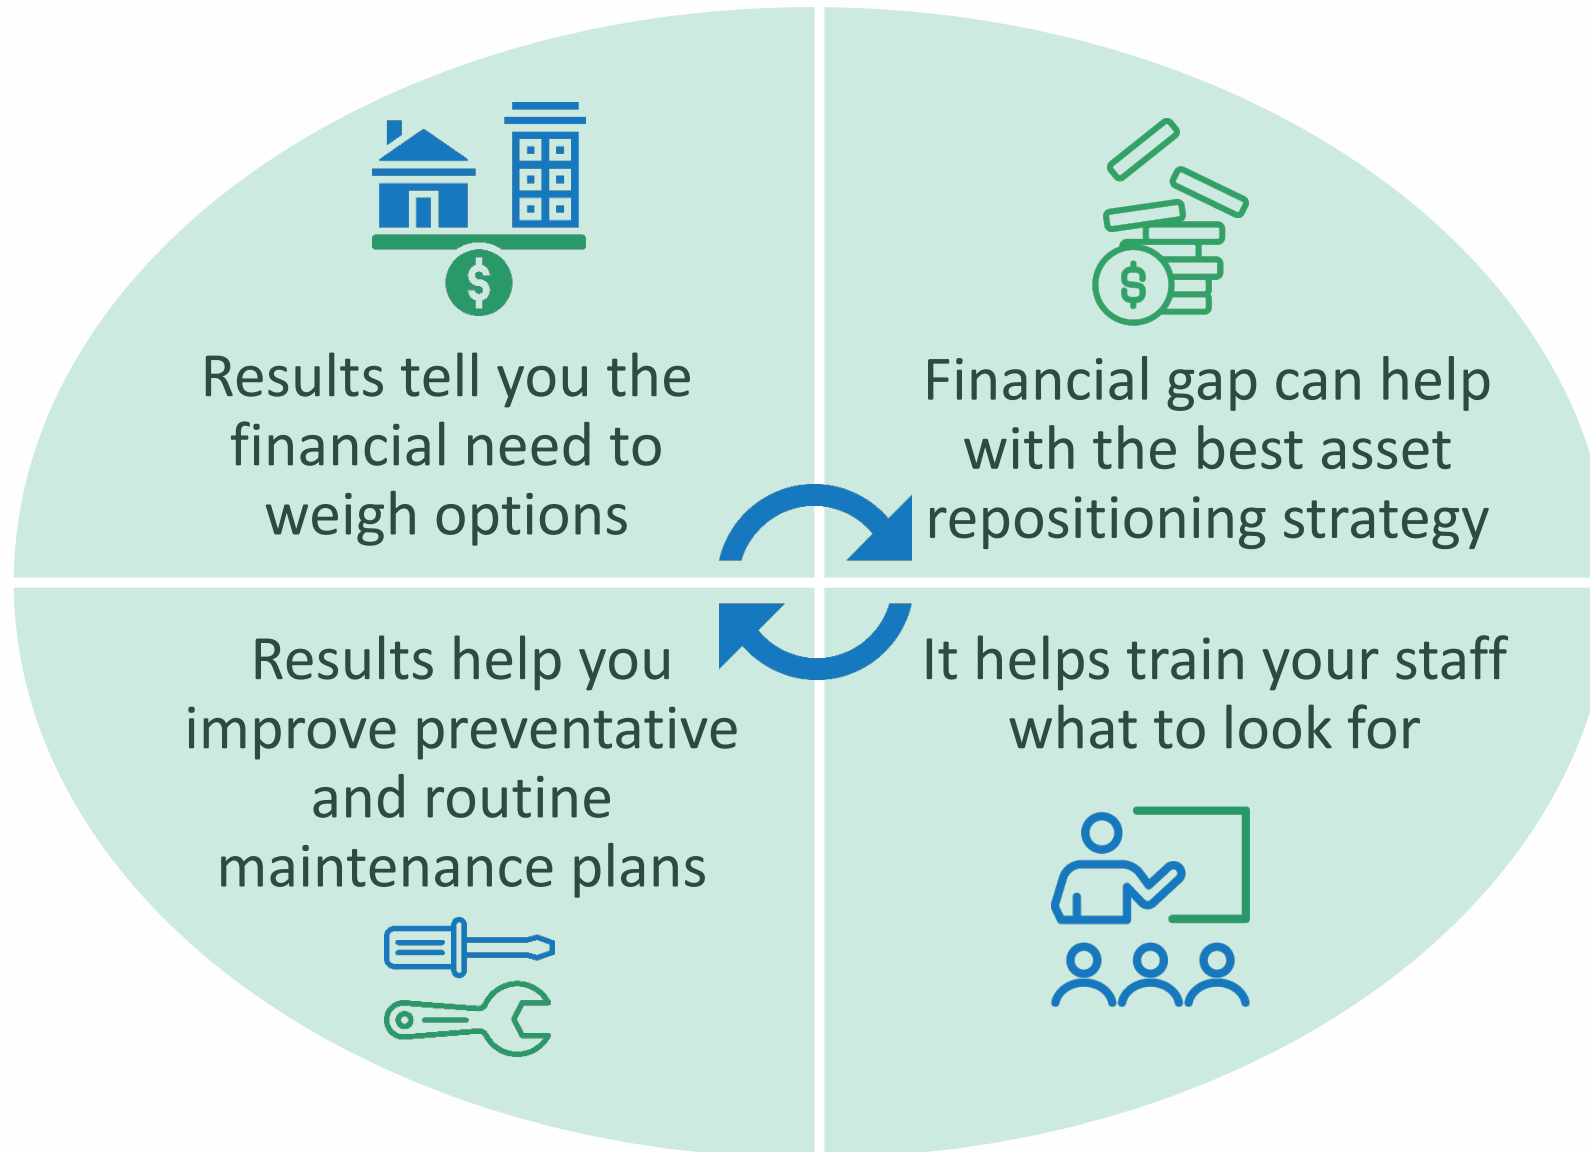 Results tell you the
financial need to
weigh options
Financial gap can help
with the best asset
repositioning strategy
Results help you
improve preventative
and routine
maintenance plans
It helps train your staff
what to look for
$
$